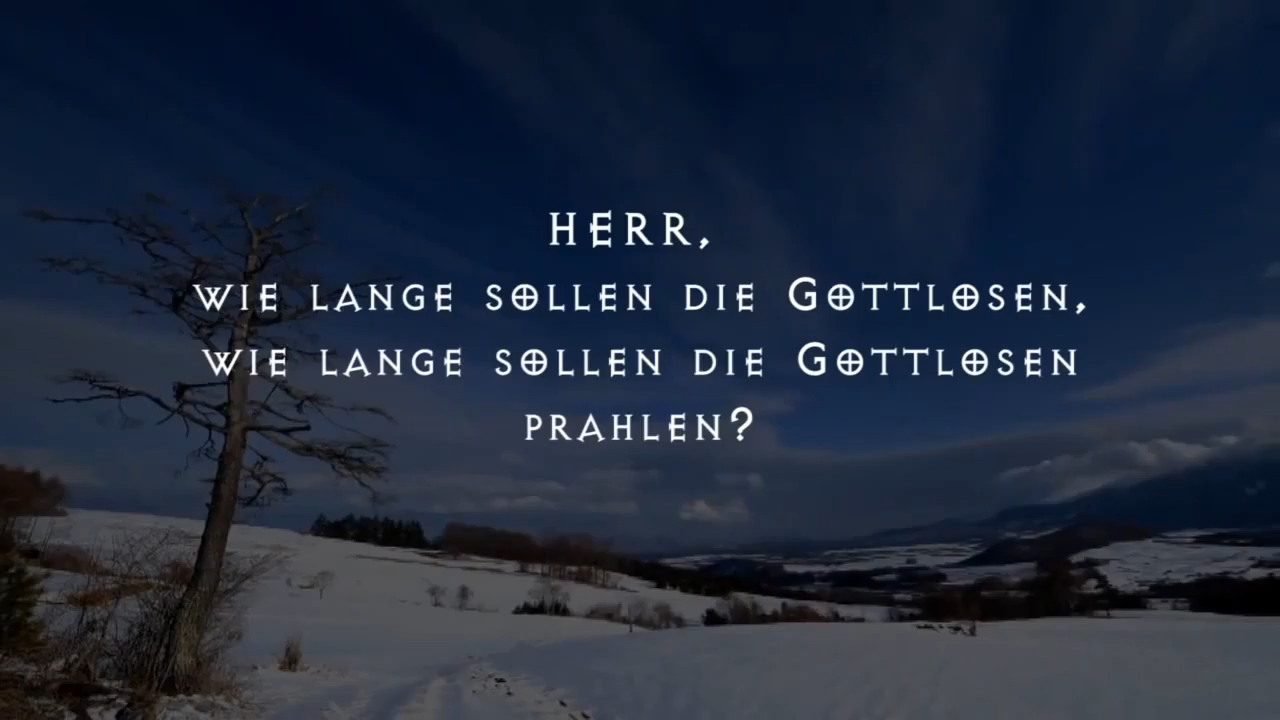 HERR,
wie lange sollen die Gottlosen,
wie lange sollen die Gottlosen
prahlen?